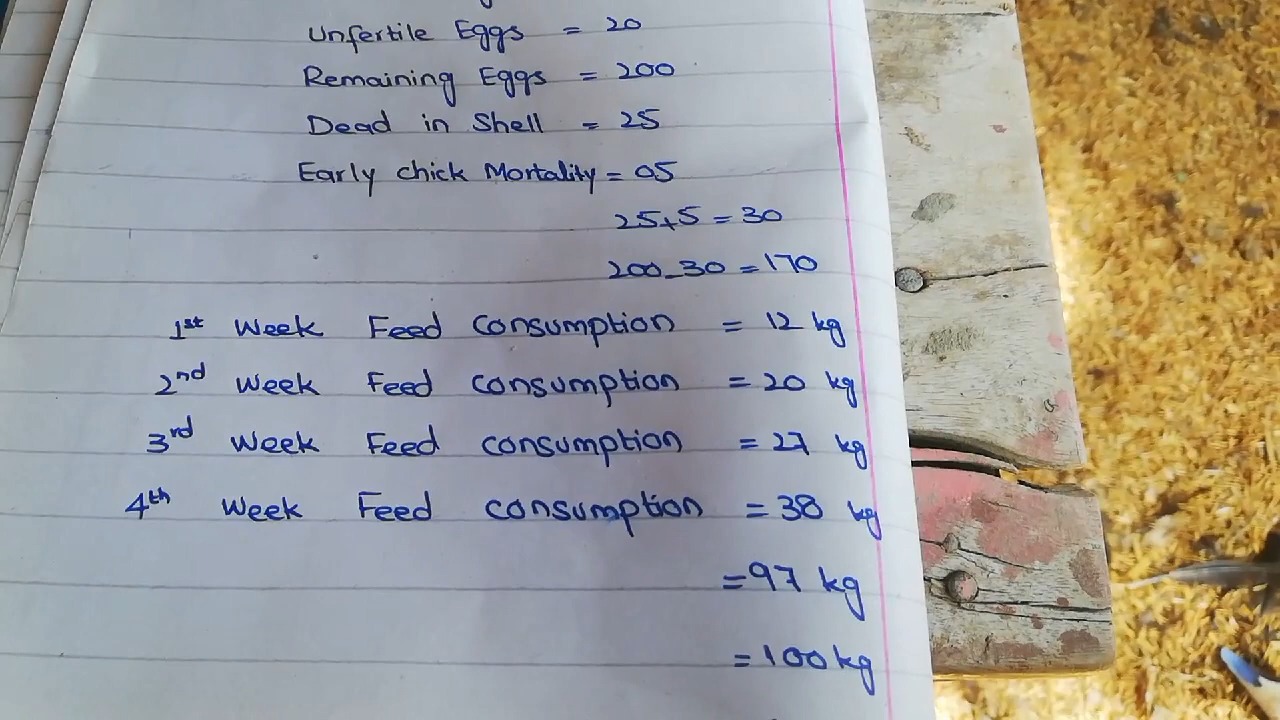 Unfertile Eggs = 20
Remaining Eggs = 200
Dead in Shell = 25
Early chick Mortality = 05
25+5 = 30
200-30 = 170
1st Week Feed Consumption = 12 kg
2nd Week Feed consumption = 20 kg
3rd Week Feed consumption = 27 kg
4th Week Feed consumption = 38 kg
= 97 kg
= 100 kg